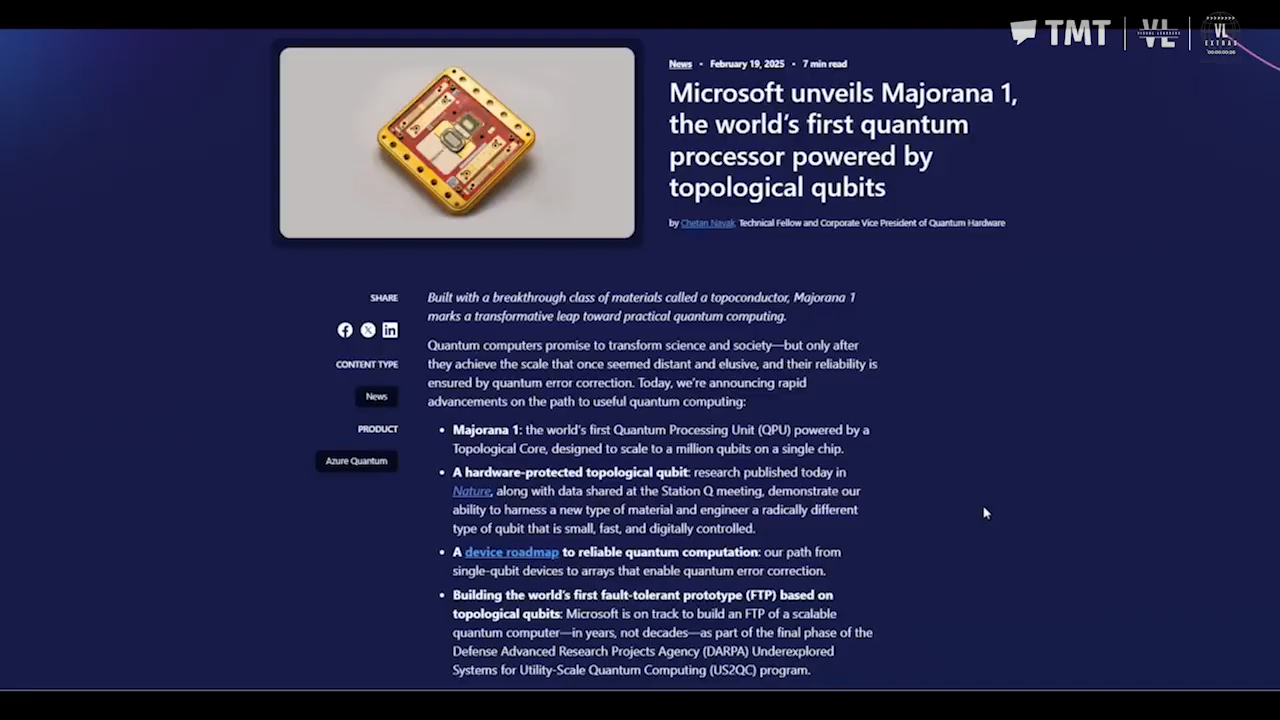 TMT
VL
VISUAL LEARNERS
VL
EXTRAS
News • February 19, 2025 • 7 min read
Microsoft unveils Majorana 1,
the world's first quantum
processor powered by
topological qubits
by Chetan Nayak, Technical Fellow and Corporate Vice President of Quantum Hardware
SHARE
CONTENT TYPE
News
PRODUCT
Azure Quantum
Built with a breakthrough class of materials called a topoconductor, Majorana 1
marks a transformative leap toward practical quantum computing.
Quantum computers promise to transform science and society—but only after
they achieve the scale that once seemed distant and elusive, and their reliability is
ensured by quantum error correction. Today, we're announcing rapid
advancements on the path to useful quantum computing:
• Majorana 1: the world's first Quantum Processing Unit (QPU) powered by a
Topological Core, designed to scale to a million qubits on a single chip.
• A hardware-protected topological qubit: research published today in
Nature, along with data shared at the Station Q meeting, demonstrate our
ability to harness a new type of material and engineer a radically different
type of qubit that is small, fast, and digitally controlled.
• A device roadmap to reliable quantum computation: our path from
single-qubit devices to arrays that enable quantum error correction.
• Building the world's first fault-tolerant prototype (FTP) based on
topological qubits: Microsoft is on track to build an FTP of a scalable
quantum computer—in years, not decades—as part of the final phase of the
Defense Advanced Research Projects Agency (DARPA) Underexplored
Systems for Utility-Scale Quantum Computing (US2QC) program.